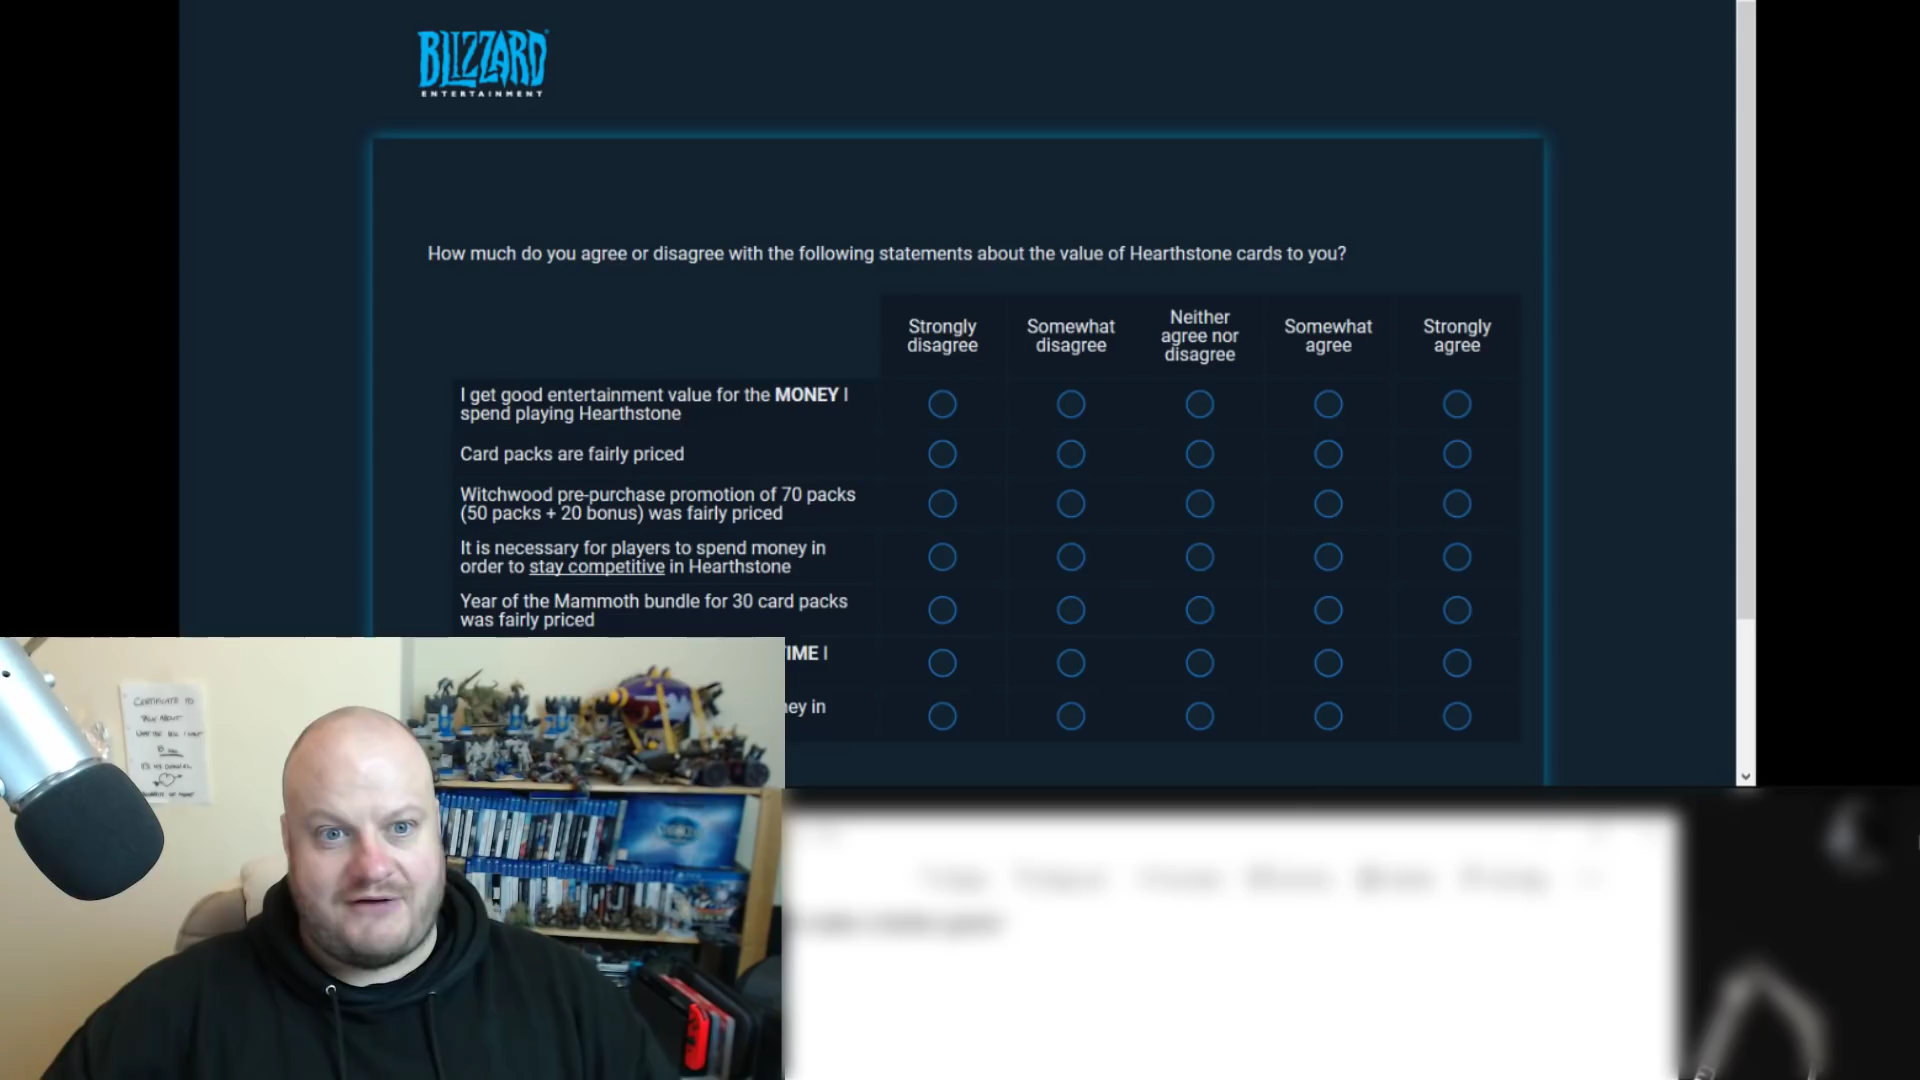 BLIZZARD
ENTERTAINMENT
How much do you agree or disagree with the following statements about the value of Hearthstone cards to you?
Strongly
disagree
Somewhat
disagree
Neither
agree nor
disagree
Somewhat
agree
Strongly
agree
I get good entertainment value for the MONEY I
spend playing Hearthstone
Card packs are fairly priced
Witchwood pre-purchase promotion of 70 packs
(50 packs + 20 bonus) was fairly priced
It is necessary for players to spend money in
order to stay competitive in Hearthstone
Year of the Mammoth bundle for 30 card packs
was fairly priced
IME I
ey in
CERTIFICATE TO
TALK ABOUT